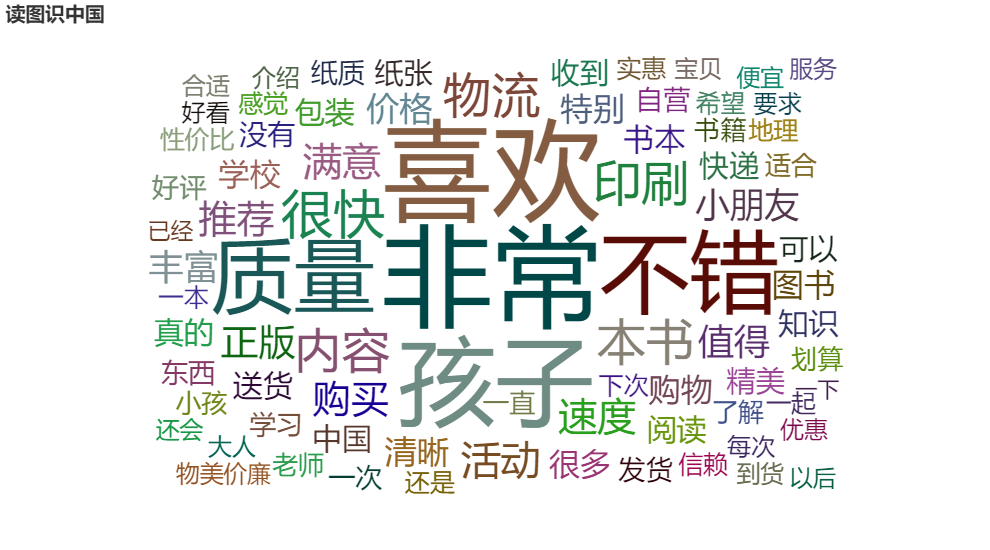 读图识中国
合适 介绍 纸质 纸张 物流 收到 实惠 宝贝 便宜 服务
好看 感觉 包装 价格 特别 自营 希望 要求
性价比 没有 满意 喜欢 书本 书籍 地理
好评 学校 印刷 快递 适合
已经 推荐 很快 小朋友
丰富 质量 非常 不错 可以
一本 图书
真的 正版 内容 本书 值得 知识
东西 送货 孩子 划算
小孩 购买 一直 下次 购物 精美 一下
还会 学习 速度 阅读 了解 一起 优惠
大人 中国 清晰 活动 很多 每次
物美价廉 老师 一次 还是 发货 信赖 到货 以后